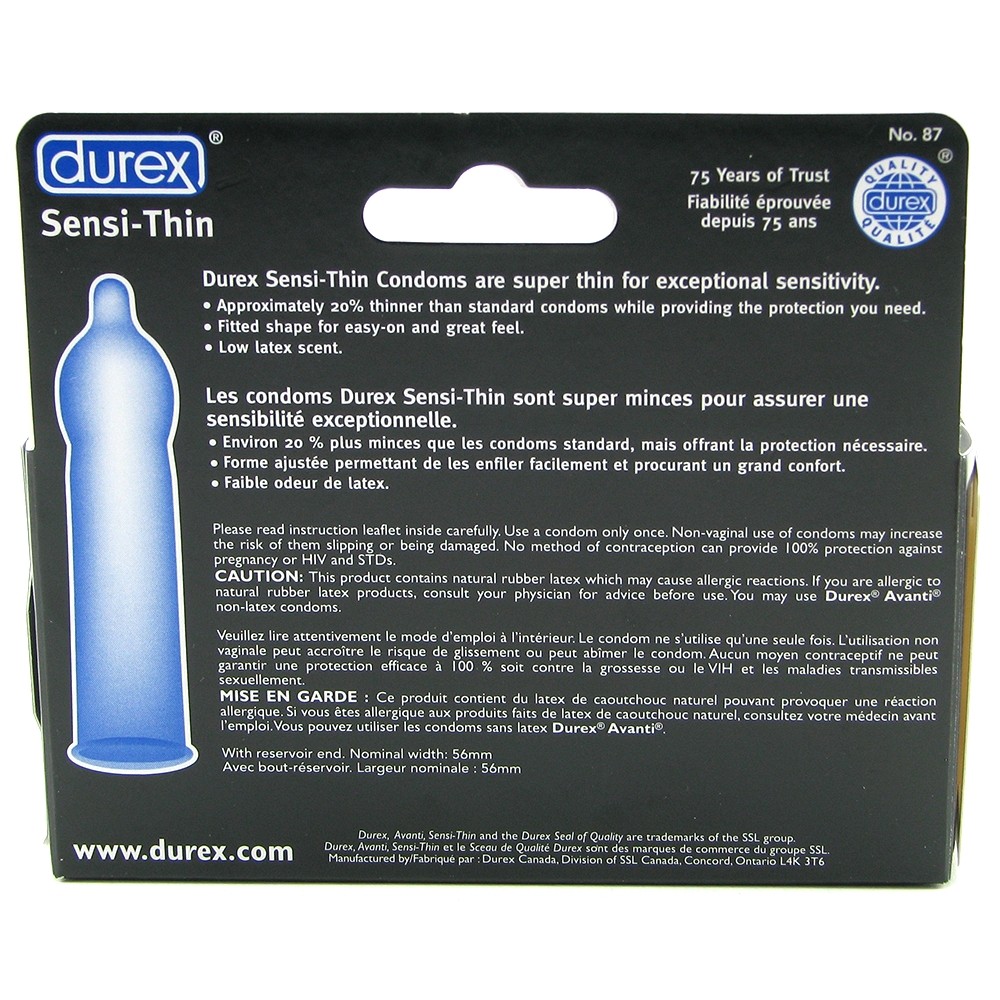 durex®
Sensi-Thin
No. 87
75 Years of Trust
Fiabilité éprouvée
depuis 75 ans
QUALITY ®
durex
QUALITÉ
Durex Sensi-Thin Condoms are super thin for exceptional sensitivity.
• Approximately 20% thinner than standard condoms while providing the protection you need.
• Fitted shape for easy-on and great feel.
• Low latex scent.
Les condoms Durex Sensi-Thin sont super minces pour assurer une
sensibilité exceptionnelle.
• Environ 20 % plus minces que les condoms standard, mais offrant la protection nécessaire.
• Forme ajustée permettant de les enfiler facilement et procurant un grand confort.
• Faible odeur de latex.
Please read instruction leaflet inside carefully. Use a condom only once. Non-vaginal use of condoms may increase
the risk of them slipping or being damaged. No method of contraception can provide 100% protection against
pregnancy or HIV and STDs.
CAUTION: This product contains natural rubber latex which may cause allergic reactions. If you are allergic to
natural rubber latex products, consult your physician for advice before use. You may use Durex® Avanti®
non-latex condoms.
Veuillez lire attentivement le mode d'emploi à l'intérieur. Le condom ne s'utilise qu'une seule fois. L'utilisation non
vaginale peut accroître le risque de glissement ou peut abîmer le condom. Aucun moyen contraceptif ne peut
garantir une protection efficace à 100 % soit contre la grossesse ou le VIH et les maladies transmissibles
sexuellement.
MISE EN GARDE : Ce produit contient du latex de caoutchouc naturel pouvant provoquer une réaction
allergique. Si vous êtes allergique aux produits faits de latex de caoutchouc naturel, consultez votre médecin avant
l'emploi. Vous pouvez utiliser les condoms sans latex Durex® Avanti®.
With reservoir end. Nominal width: 56mm
Avec bout-réservoir. Largeur nominale : 56mm
www.durex.com
Durex, Avanti, Sensi-Thin and the Durex Seal of Quality are trademarks of the SSL group.
Durex, Avanti, Sensi-Thin et le Sceau de Qualité Durex sont des marques de commerce du groupe SSL.
Manufactured by/Fabriqué par : Durex Canada, Division of SSL Canada, Concord, Ontario L4K 3T6